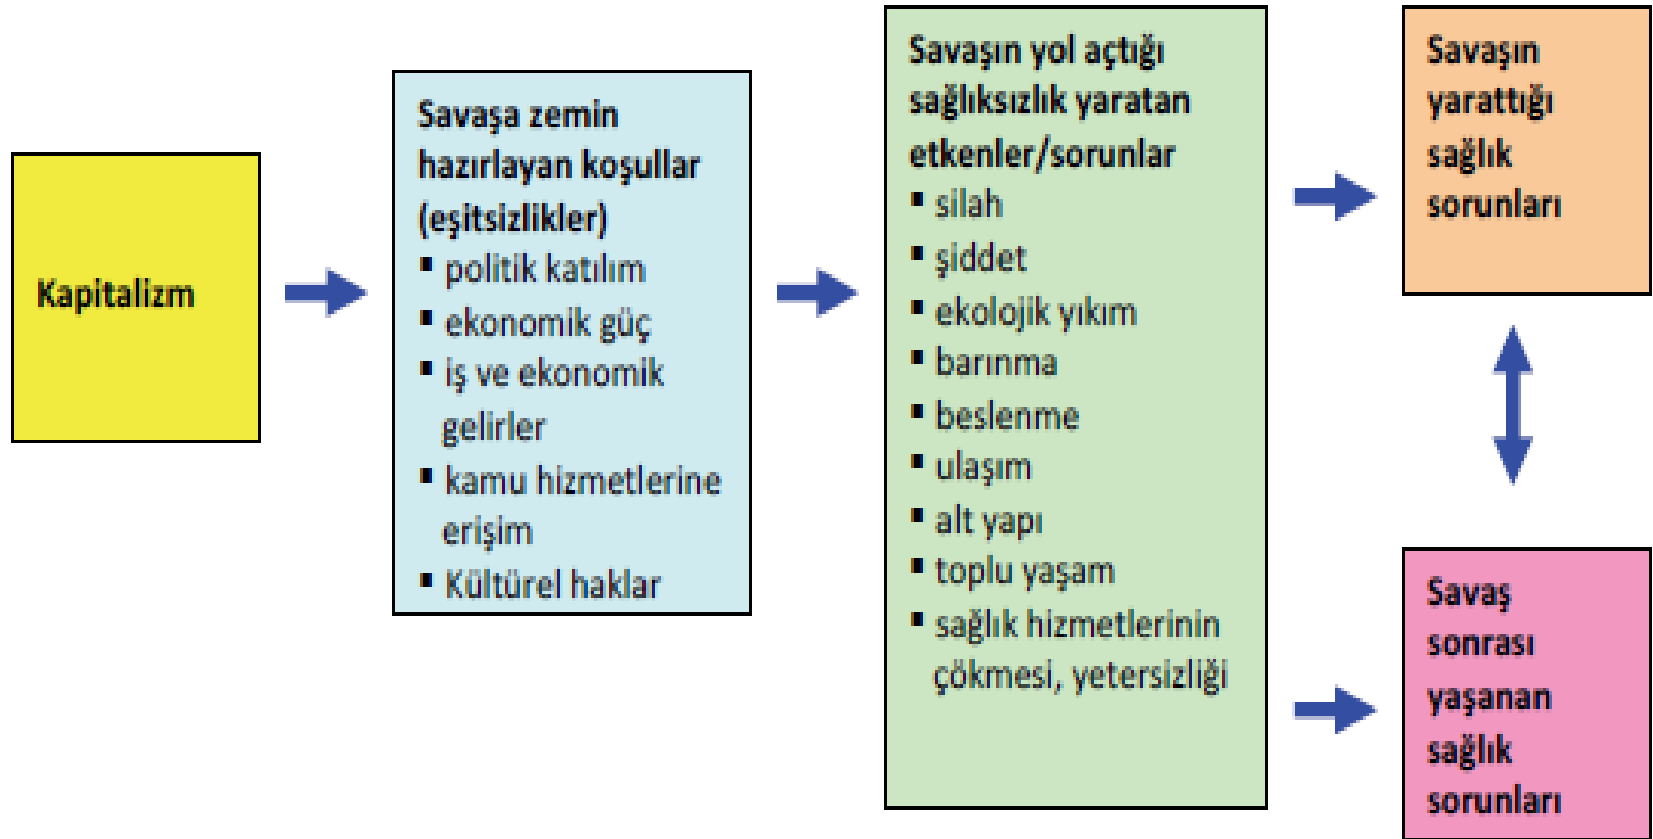 Kapitalizm
Savaşa zemin
hazırlayan koşullar
(eşitsizlikler)
▪ politik katılım
▪ ekonomik güç
▪ iş ve ekonomik
gelirler
▪ kamu hizmetlerine
erişim
▪ Kültürel haklar
Savaşın yol açtığı
sağlıksızlık yaratan
etkenler/sorunlar
▪ silah
▪ şiddet
▪ ekolojik yıkım
▪ barınma
▪ beslenme
▪ ulaşım
▪ alt yapı
▪ toplu yaşam
▪ sağlık hizmetlerinin
çökmesi, yetersizliği
Savaşın
yarattığı
sağlık
sorunları
Savaş
sonrası
yaşanan
sağlık
sorunları